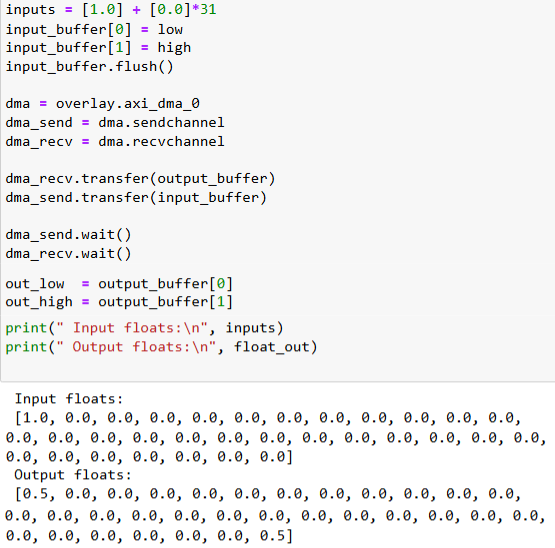 inputs = [1.0] + [0.0]*31
input_buffer[0] = low
input_buffer[1] = high
input_buffer.flush()
dma = overlay.axi_dma_0
dma_send = dma.sendchannel
dma_recv = dma.recvchannel
dma_recv.transfer(output_buffer)
dma_send.transfer(input_buffer)
dma_send.wait()
dma_recv.wait()
out_low  = output_buffer[0]
out_high = output_buffer[1]
print(" Input floats:\n", inputs)
print(" Output floats:\n", float_out)
Input floats:
[1.0, 0.0, 0.0, 0.0, 0.0, 0.0, 0.0, 0.0, 0.0, 0.0, 0.0, 0.0,
0.0, 0.0, 0.0, 0.0, 0.0, 0.0, 0.0, 0.0, 0.0, 0.0, 0.0, 0.0, 0.0,
0.0, 0.0, 0.0, 0.0, 0.0, 0.0, 0.0]
Output floats:
[0.5, 0.0, 0.0, 0.0, 0.0, 0.0, 0.0, 0.0, 0.0, 0.0, 0.0, 0.0,
0.0, 0.0, 0.0, 0.0, 0.0, 0.0, 0.0, 0.0, 0.0, 0.0, 0.0, 0.0, 0.0,
0.0, 0.0, 0.0, 0.0, 0.0, 0.0, 0.5]